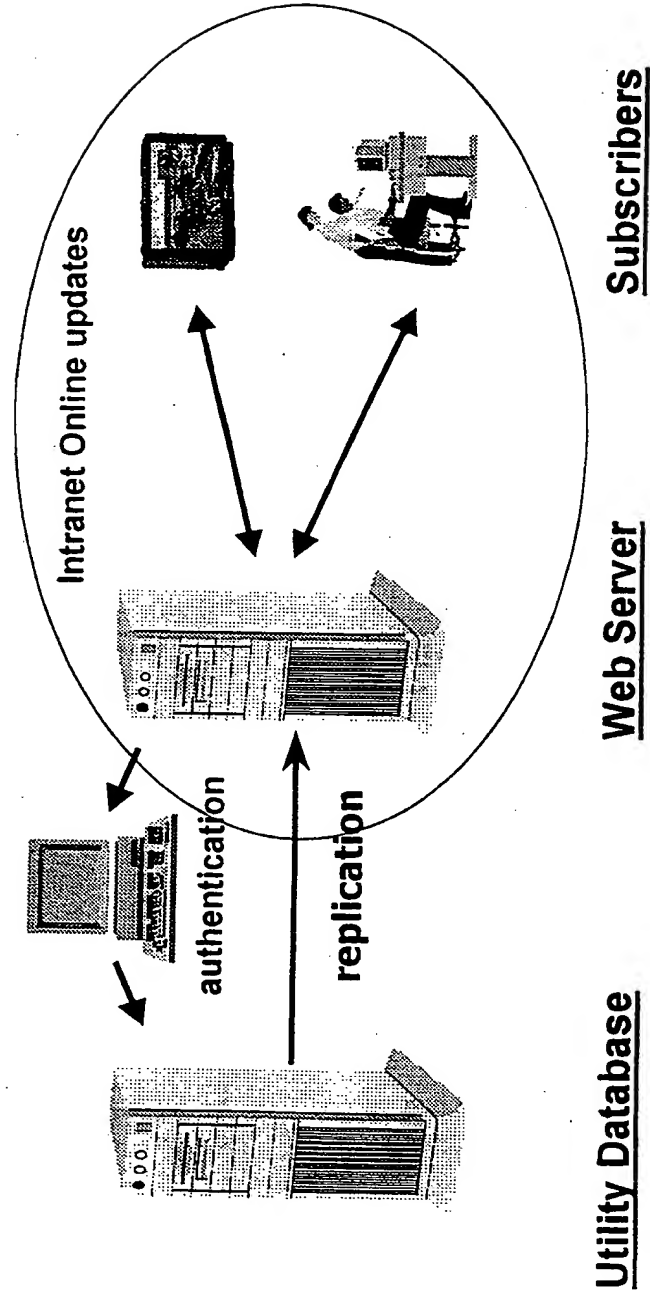 Intranet Online updates
authentication
replication
Utility Database
Web Server
Subscribers